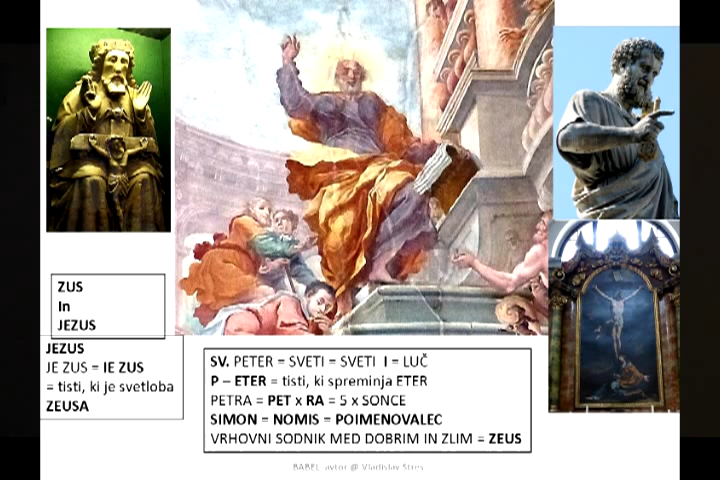 ZUS
In
JEZUS
JEZUS
JE ZUS = IE ZUS
= tisti, ki je svetloba
ZEUSA
SV. PETER = SVETI = SVETI I = LUČ
P – ETER = tisti, ki spreminja ETER
PETRA = PET x RA = 5 x SONCE
SIMON = NOMIS = POIMENOVALEC
VRHOVNI SODNIK MED DOBRIM IN ZLIM = ZEUS
BABEL avtor @ Vladislav Stres